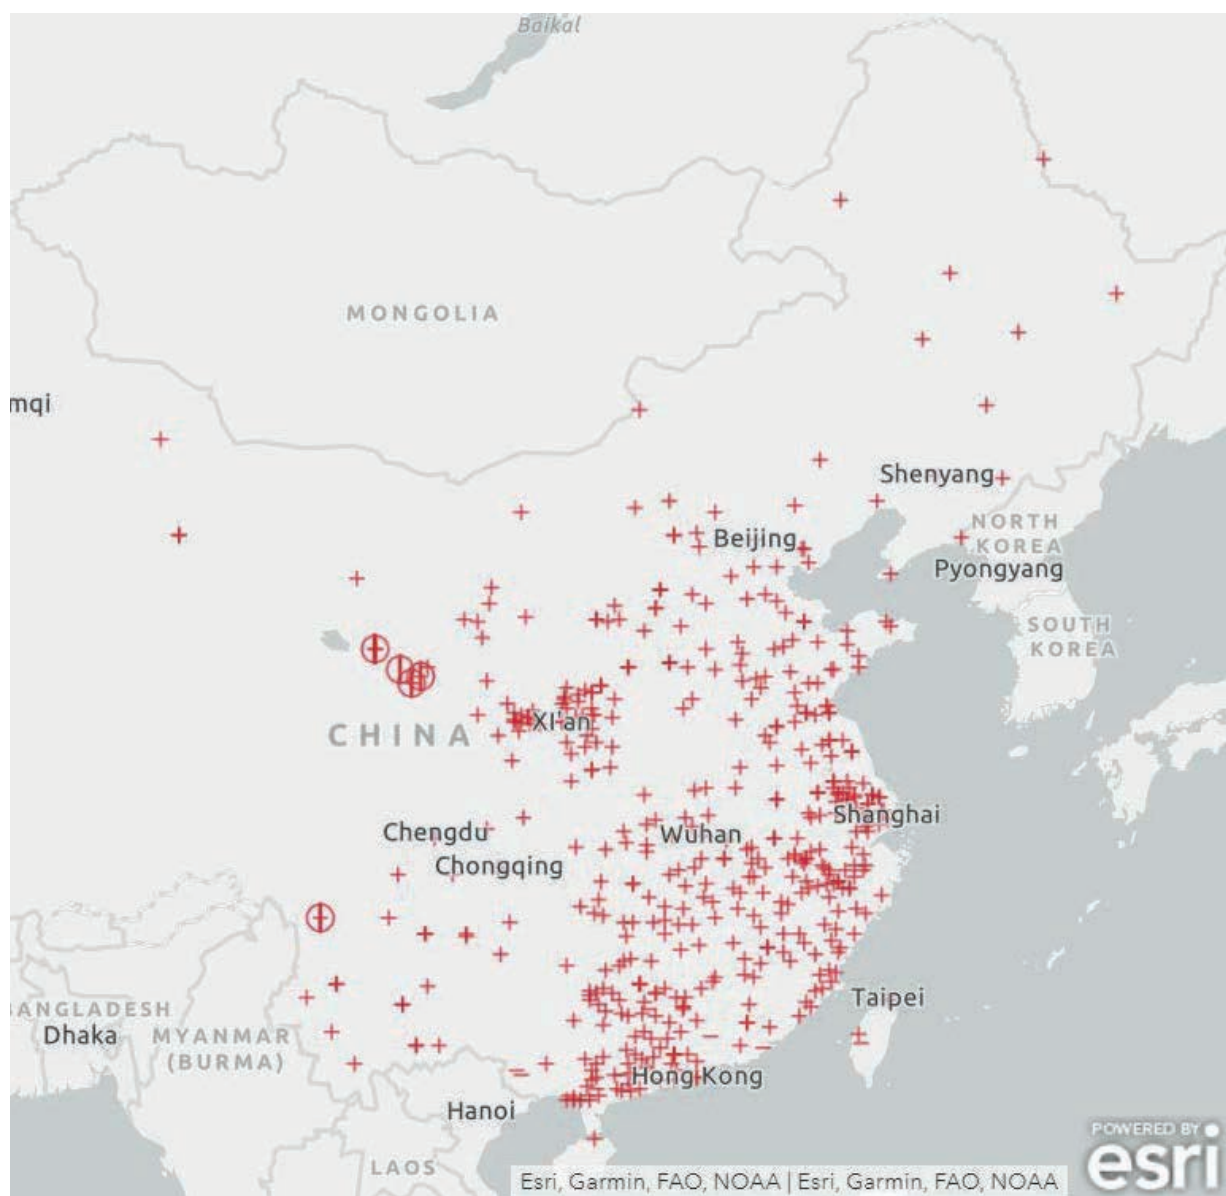 Baikal
MONGOLIA
mqi
Shenyang
NORTH
KOREA
Beijing
Pyongyang
SOUTH
KOREA
XI'an
CHINA
Shanghai
Chengdu
Wuhan
Chongqing
Taipei
BANGLADESH
Dhaka
MYANMAR
(BURMA)
Hong Kong
Hanoi
LAOS
POWERED BY
esri
Esri, Garmin, FAO, NOAA | Esri, Garmin, FAO, NOAA